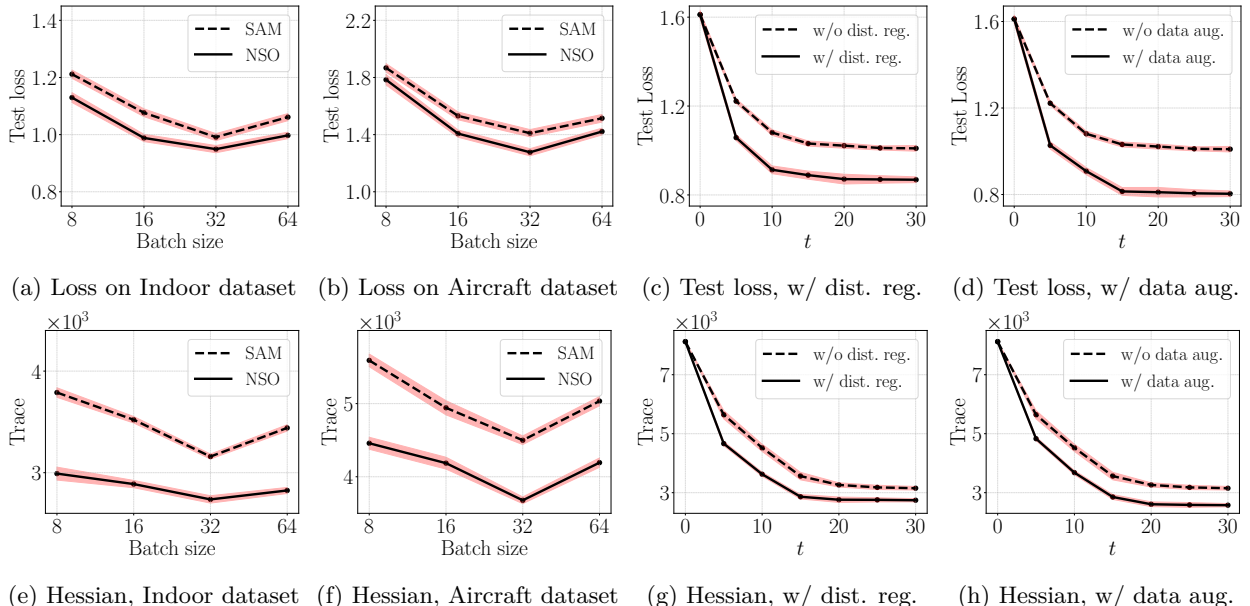 1.4
1.2
1.0
0.8
Test loss
SAM
NSO
8 16 32 64
Batch size
(a) Loss on Indoor dataset
2.2
1.8
1.4
1.0
Test loss
SAM
NSO
8 16 32 64
Batch size
(b) Loss on Aircraft dataset
1.6
1.2
0.8
Test Loss
w/o dist. reg.
w/ dist. reg.
0 10 20 30
t
(c) Test loss, w/ dist. reg.
1.6
1.2
0.8
Test Loss
w/o data aug.
w/ data aug.
0 10 20 30
t
(d) Test loss, w/ data aug.
×10³
4
3
Trace
SAM
NSO
8 16 32 64
Batch size
(e) Hessian, Indoor dataset
×10³
5
4
Trace
SAM
NSO
8 16 32 64
Batch size
(f) Hessian, Aircraft dataset
×10³
7
5
3
Trace
w/o dist. reg.
w/ dist. reg.
0 10 20 30
t
(g) Hessian, w/ dist. reg.
×10³
7
5
3
Trace
w/o data aug.
w/ data aug.
0 10 20 30
t
(h) Hessian, w/ data aug.